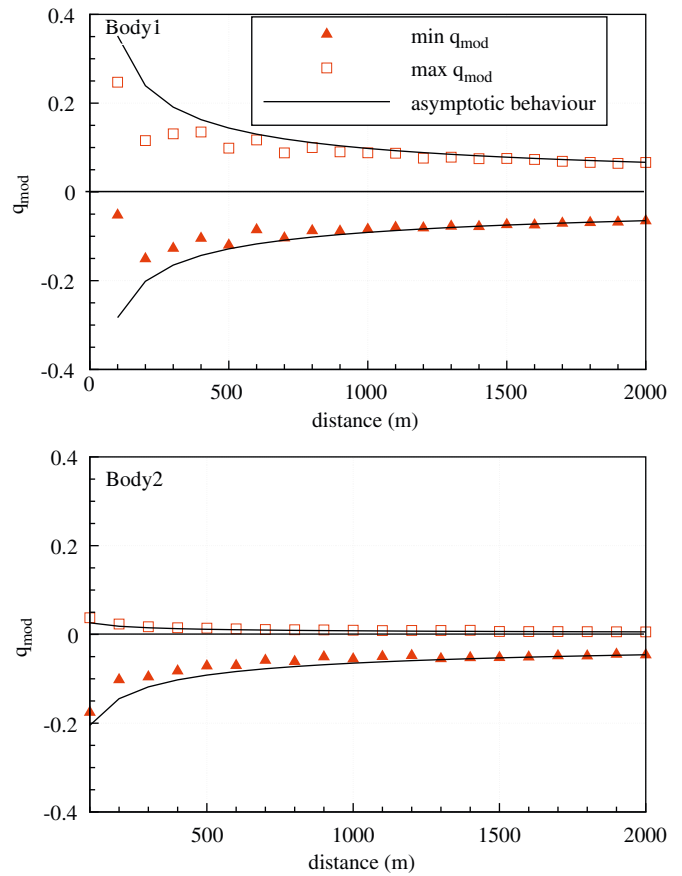 Body1
min q_mod
max q_mod
asymptotic behaviour
0.4
0.2
0
-0.2
-0.4
q_mod
0
500
1000
1500
2000
distance (m)
Body2
0.4
0.2
0
-0.2
-0.4
q_mod
500
1000
1500
2000
distance (m)